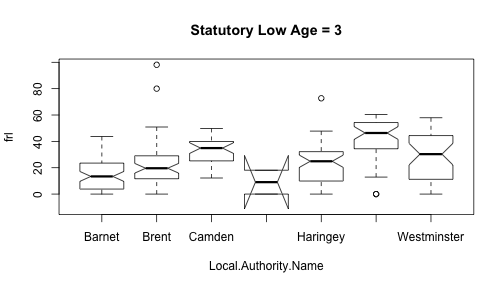 Statutory Low Age = 3
frl
80
60
40
20
0
Barnet Brent Camden Haringey Westminster
Local.Authority.Name